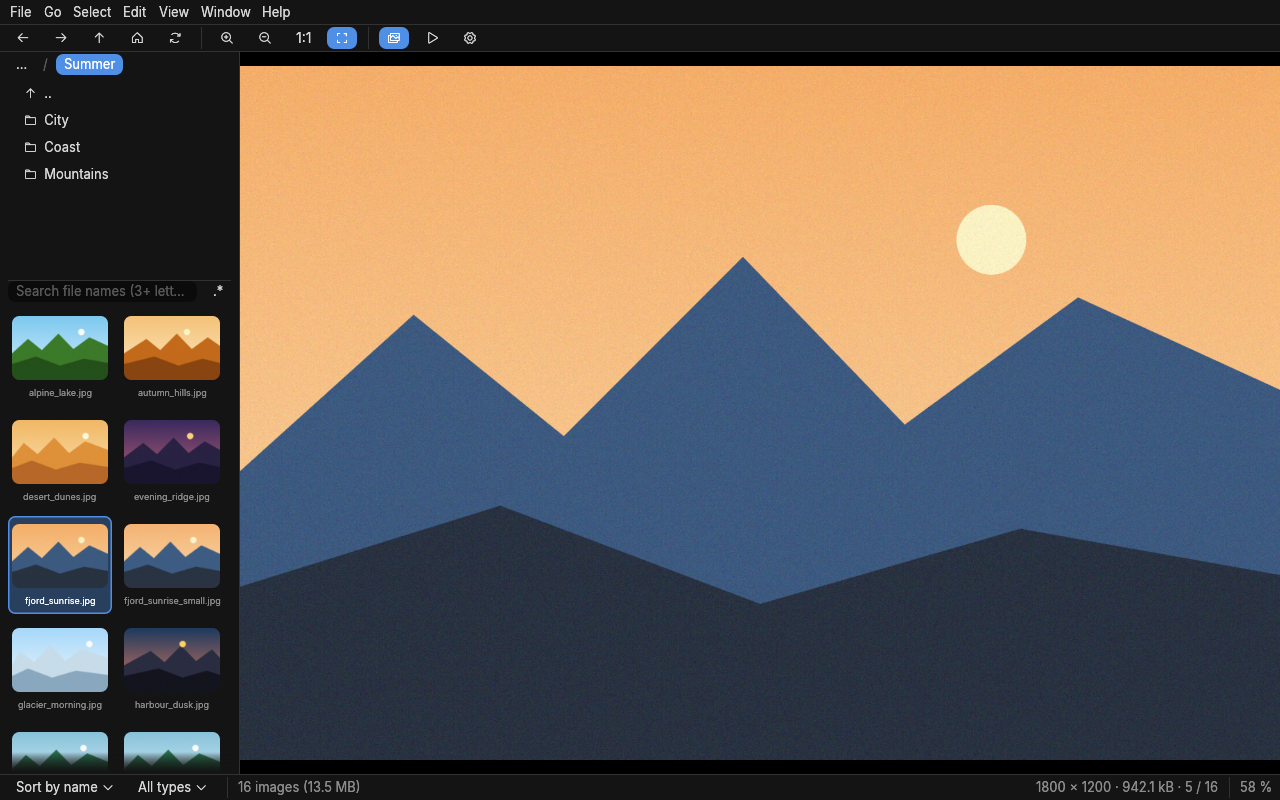 File Go Select Edit View Window Help
1:1
... / Summer
..
City
Coast
Mountains
Search file names (3+ lett... .*
alpine_lake.jpg autumn_hills.jpg
desert_dunes.jpg evening_ridge.jpg
fjord_sunrise.jpg fjord_sunrise_small.jpg
glacier_morning.jpg harbour_dusk.jpg
Sort by name All types 16 images (13.5 MB) 1800 × 1200 · 942.1 kB · 5 / 16 58 %